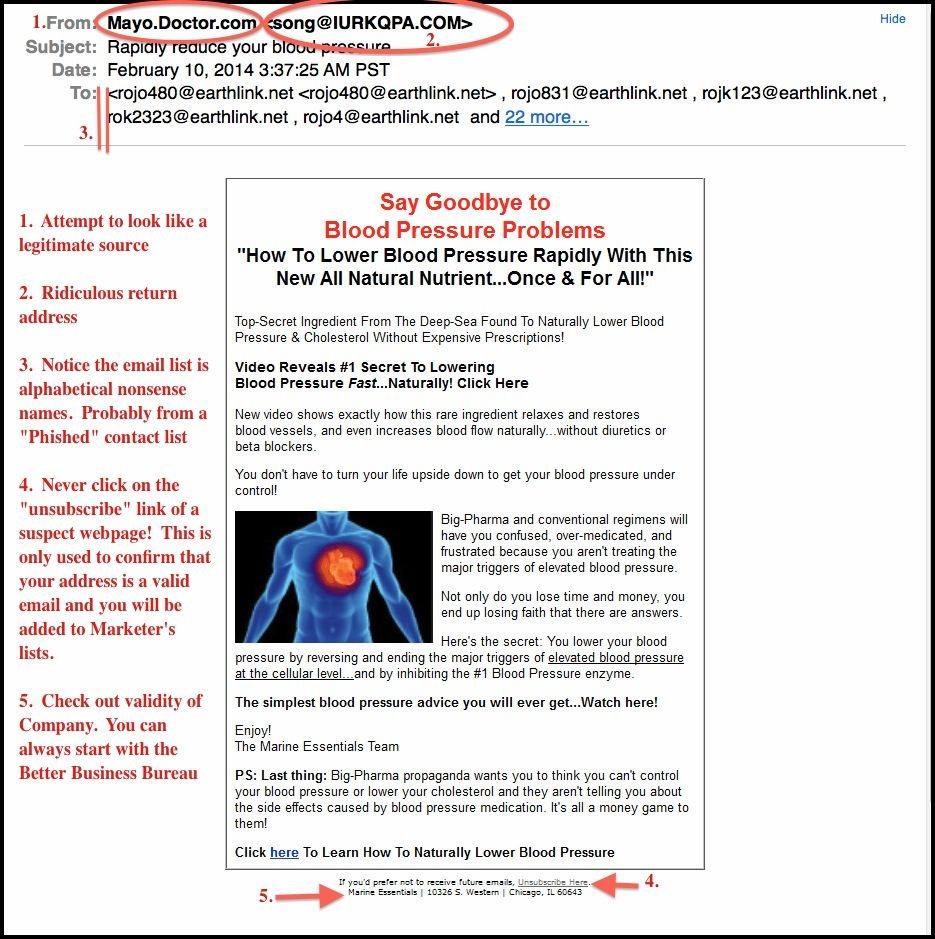 1. From: Mayo.Doctor.com <song@IURKQPA.COM>
Hide
2.
Subject: Rapidly reduce your blood pressure
Date: February 10, 2014 3:37:25 AM PST
To: <rojo480@earthlink.net <rojo480@earthlink.net> , rojo831@earthlink.net , rojk123@earthlink.net ,
rok2323@earthlink.net , rojo4@earthlink.net and 22 more…
3.
1. Attempt to look like a
legitimate source
2. Ridiculous return
address
3. Notice the email list is
alphabetical nonsense
names. Probably from a
"Phished" contact list
4. Never click on the
"unsubscribe" link of a
suspect webpage! This is
only used to confirm that
your address is a valid
email and you will be
added to Marketer's
lists.
5. Check out validity of
Company. You can
always start with the
Better Business Bureau
Say Goodbye to
Blood Pressure Problems
"How To Lower Blood Pressure Rapidly With This
New All Natural Nutrient...Once & For All!"
Top-Secret Ingredient From The Deep-Sea Found To Naturally Lower Blood
Pressure & Cholesterol Without Expensive Prescriptions!
Video Reveals #1 Secret To Lowering
Blood Pressure Fast...Naturally! Click Here
New video shows exactly how this rare ingredient relaxes and restores
blood vessels, and even increases blood flow naturally...without diuretics or
beta blockers.
You don't have to turn your life upside down to get your blood pressure under
control!
Big-Pharma and conventional regimens will
have you confused, over-medicated, and
frustrated because you aren't treating the
major triggers of elevated blood pressure.
Not only do you lose time and money, you
end up losing faith that there are answers.
Here's the secret: You lower your blood
pressure by reversing and ending the major triggers of elevated blood pressure
at the cellular level...and by inhibiting the #1 Blood Pressure enzyme.
The simplest blood pressure advice you will ever get...Watch here!
Enjoy!
The Marine Essentials Team
PS: Last thing: Big-Pharma propaganda wants you to think you can't control
your blood pressure or lower your cholesterol and they aren't telling you about
the side effects caused by blood pressure medication. It's all a money game to
them!
Click here To Learn How To Naturally Lower Blood Pressure
If you'd prefer not to receive future emails, Unsubscribe Here.
4.
5.
Marine Essentials | 10326 S. Western | Chicago, IL 60643